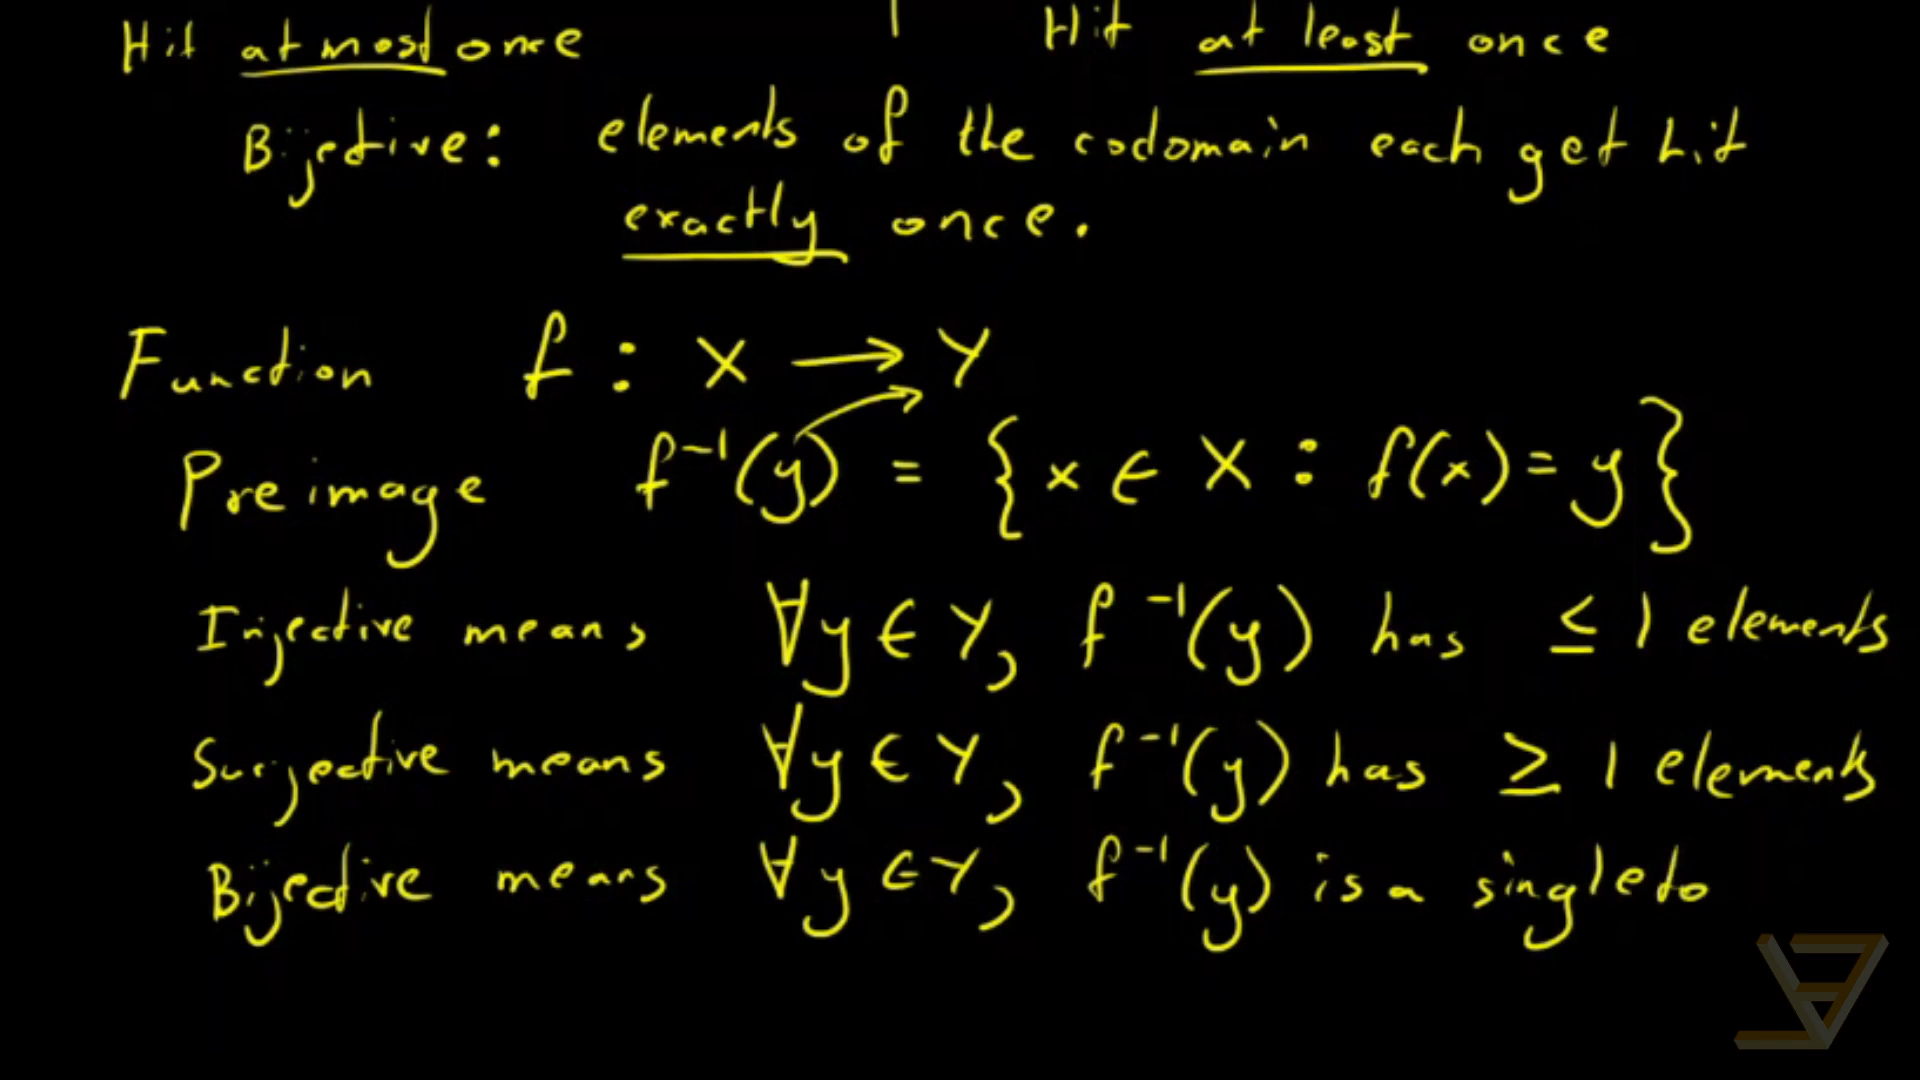 Hit at most once | Hit at least once
Bijective: elements of the codomain each get hit
exactly once.
Function f : X → Y
Preimage f⁻¹(y) = {x ∈ X : f(x) = y}
Injective means ∀y ∈ Y, f⁻¹(y) has ≤ 1 elements
Surjective means ∀y ∈ Y, f⁻¹(y) has ≥ 1 elements
Bijective means ∀y ∈ Y, f⁻¹(y) is a singleto